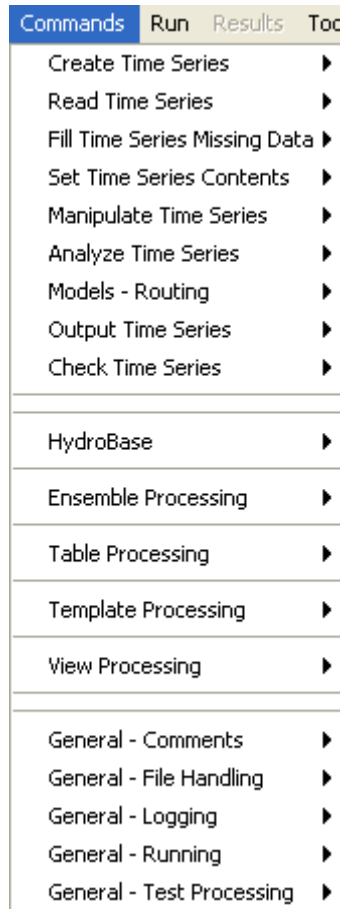 Commands Run Results Too
Create Time Series
Read Time Series
Fill Time Series Missing Data
Set Time Series Contents
Manipulate Time Series
Analyze Time Series
Models - Routing
Output Time Series
Check Time Series
HydroBase
Ensemble Processing
Table Processing
Template Processing
View Processing
General - Comments
General - File Handling
General - Logging
General - Running
General - Test Processing